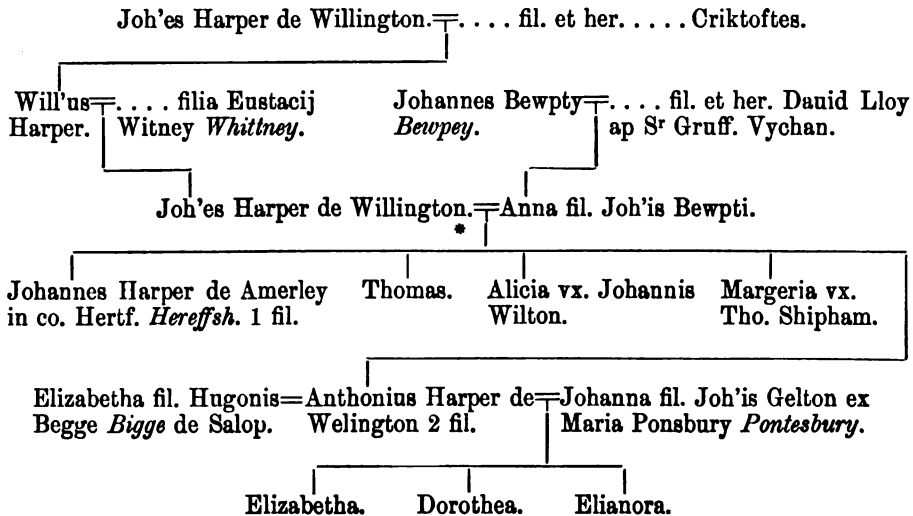 Joh'es Harper de Willington. . . . . fil. et her. . . . . Criktoftes.
Will'us . . . . filia Eustacij Johannes Bewpty . . . . fil. et her. Dauid Lloy
Harper. Witney Whittney. Bewpey. ap Sr Gruff. Vychan.
Joh'es Harper de Willington. Anna fil. Joh'is Bewpti.
*
Johannes Harper de Amerley Thomas. Alicia vx. Johannis Margeria vx.
in co. Hertf. Hereffsh. 1 fil. Wilton. Tho. Shipham.
Elizabetha fil. Hugonis=Anthonius Harper de Johanna fil. Joh'is Gelton ex
Begge Bigge de Salop. Welington 2 fil. Maria Ponsbury Pontesbury.
Elizabetha. Dorothea. Elianora.